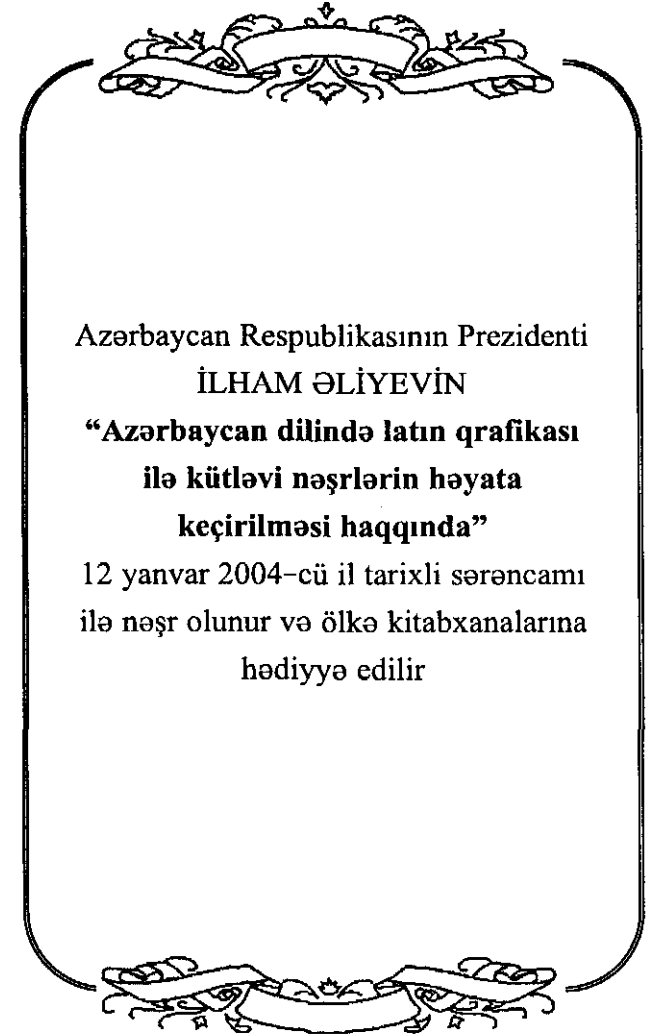 Azərbaycan Respublikasının Prezidenti
İLHAM ƏLİYEVİN
“Azərbaycan dilində latın qrafikası
ilə kütləvi nəşrlərin həyata
keçirilməsi haqqında”
12 yanvar 2004-cü il tarixli sərəncamı
ilə nəşr olunur və ölkə kitabxanalarına
hədiyyə edilir